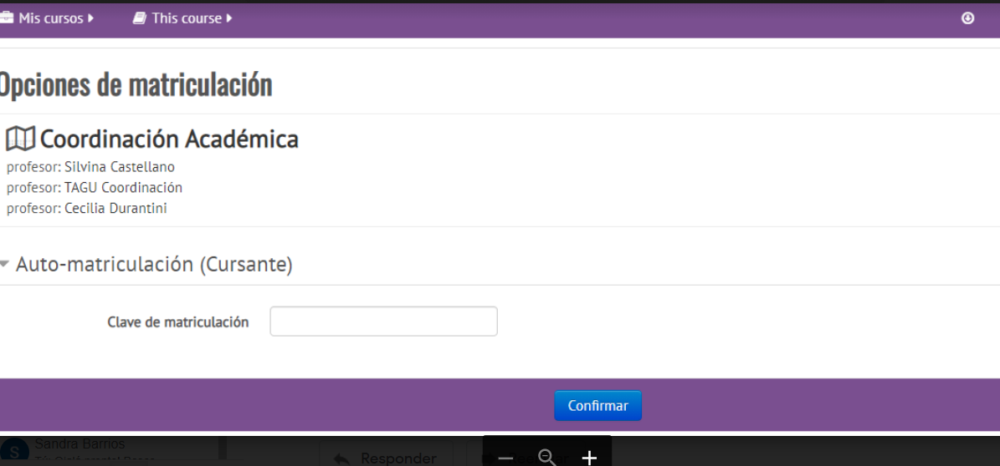 Mis cursos
This course
Opciones de matriculación
Coordinación Académica
profesor: Silvina Castellano
profesor: TAGU Coordinación
profesor: Cecilia Durantini
Auto-matriculación (Cursante)
Clave de matriculación
Confirmar
Sandra Barrios
S
Responder